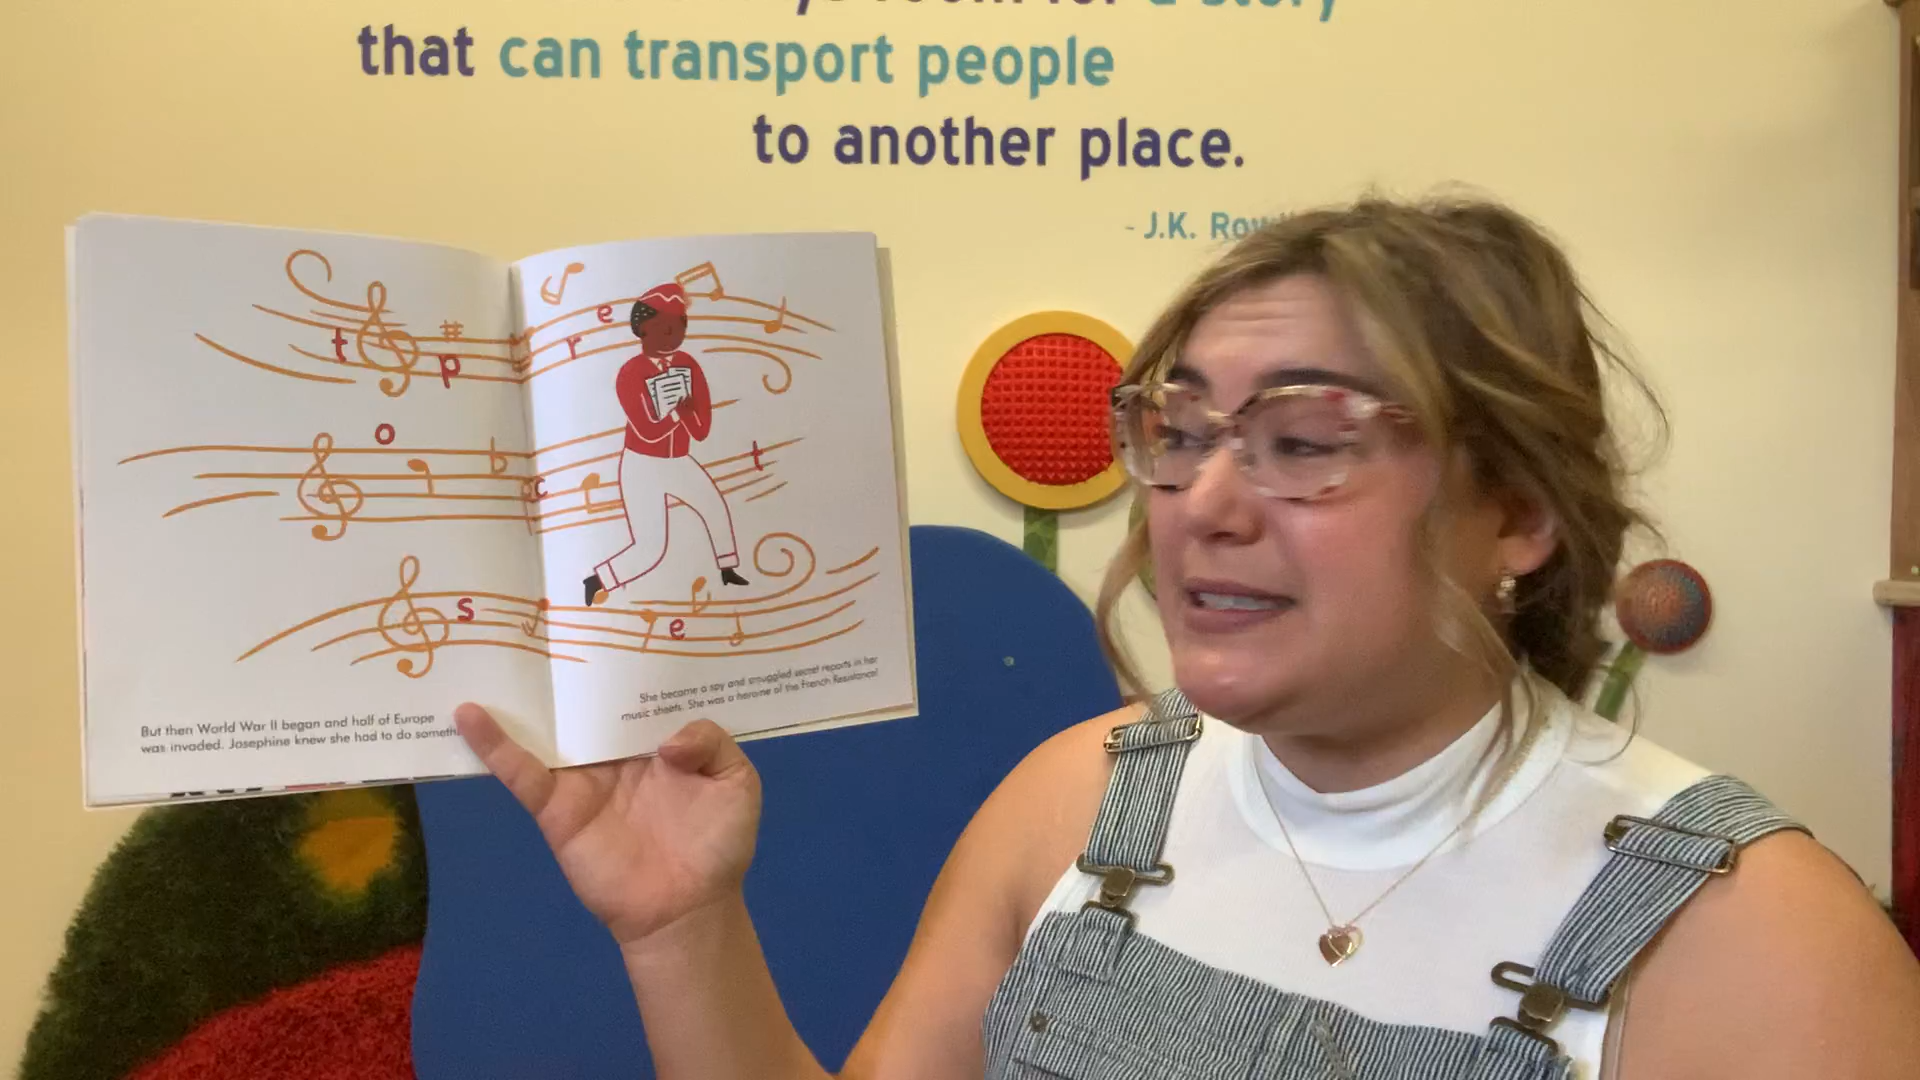 a story
that can transport people
to another place.
- J.K.
t p r e
o b c t
s e
But then World War II began and half of Europe
was invaded. Josephine knew she had to do
She became a spy and smuggled secret reports in her
music sheets. She was a heroine of the French Resistance!